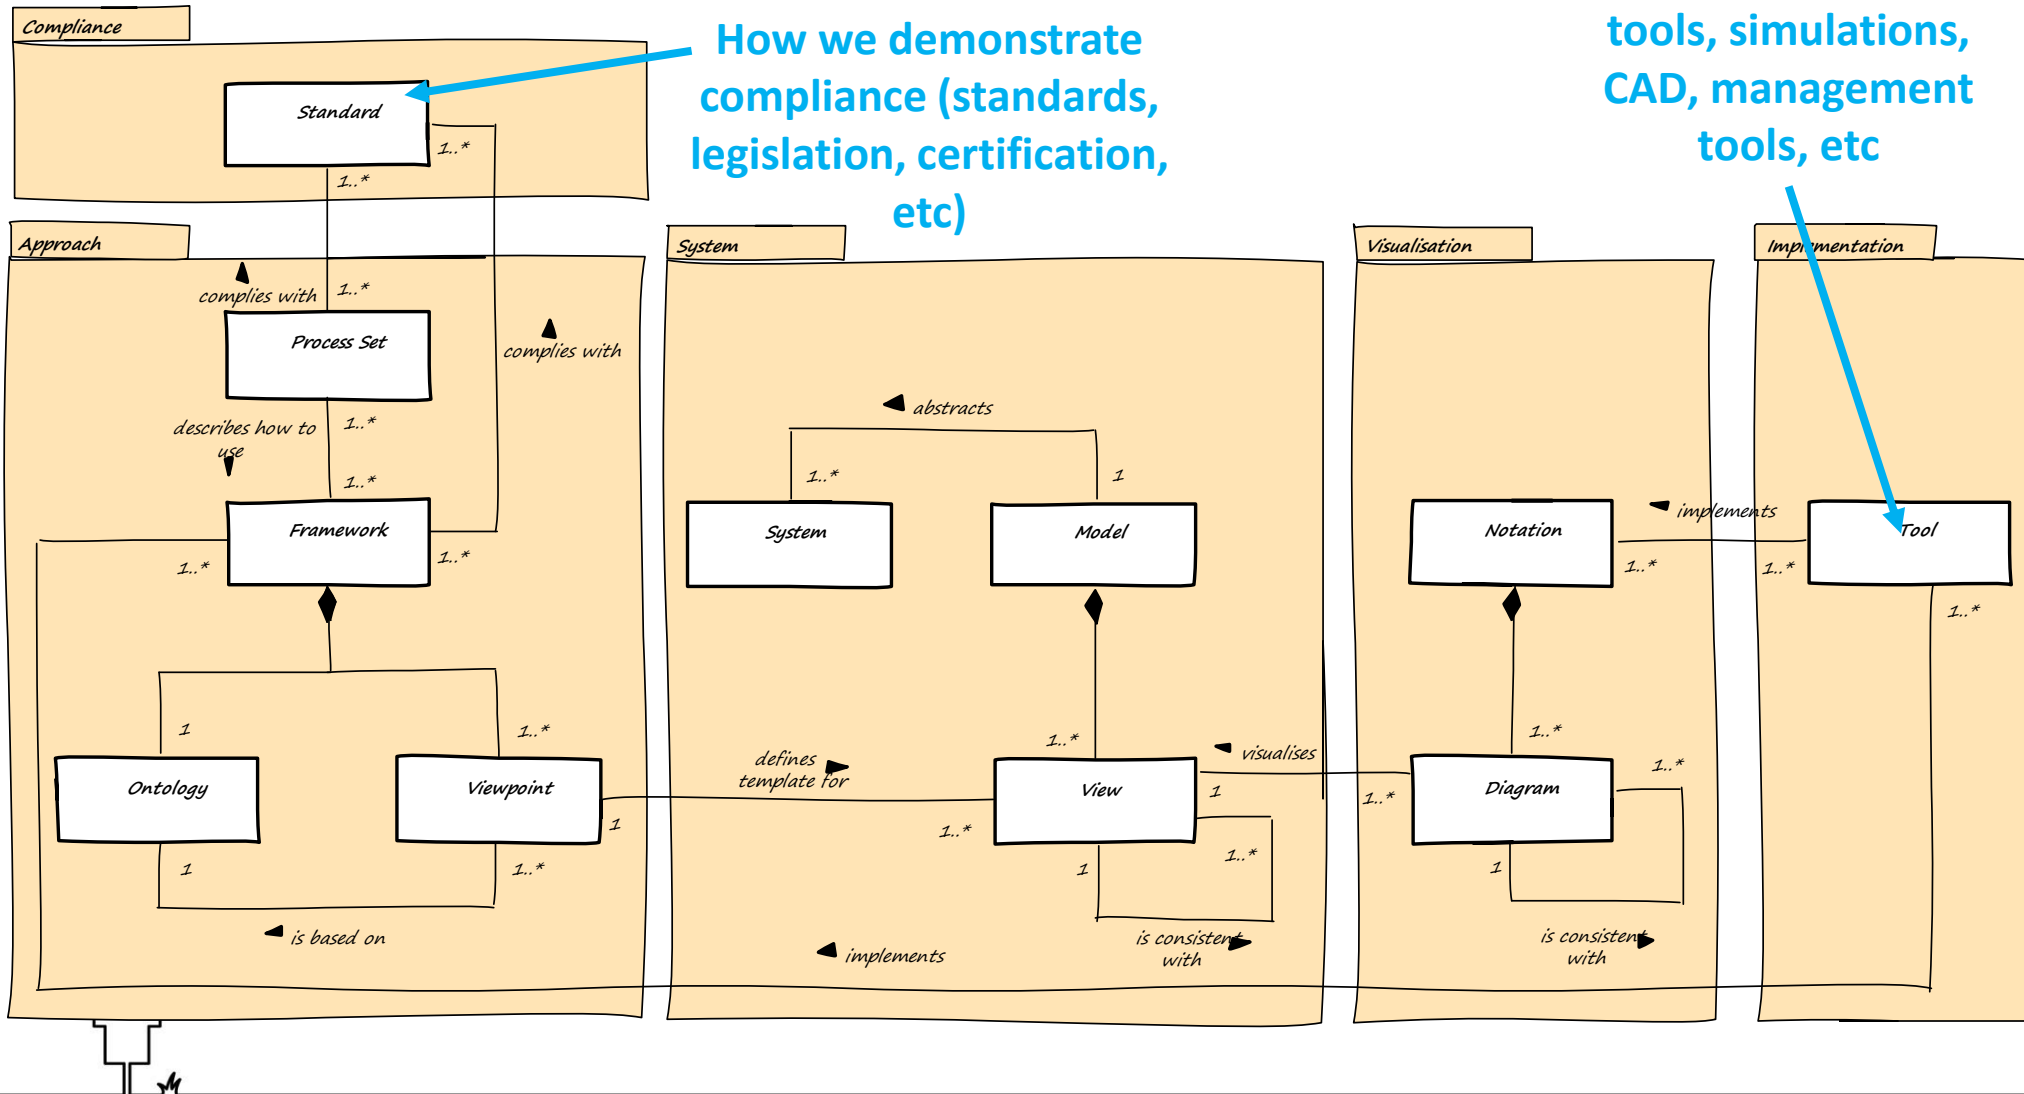 Compliance
Standard
1..*
1..*
How we demonstrate
compliance (standards,
legislation, certification,
etc)
tools, simulations,
CAD, management
tools, etc
Approach
complies with
1..*
Process Set
complies with
describes how to
use
1..*
1..*
Framework
1..*
1..*
1
1..*
Ontology
Viewpoint
1
1
1..*
is based on
System
abstracts
1..*
1
System
Model
1..*
defines
template for
View
1..*
1
1..*
1
is consistent
with
implements
Visualisation
Notation
1..*
1..*
visualises
1..*
Diagram
1..*
1
is consistent
with
Implementation
implements
1..*
Tool
1..*